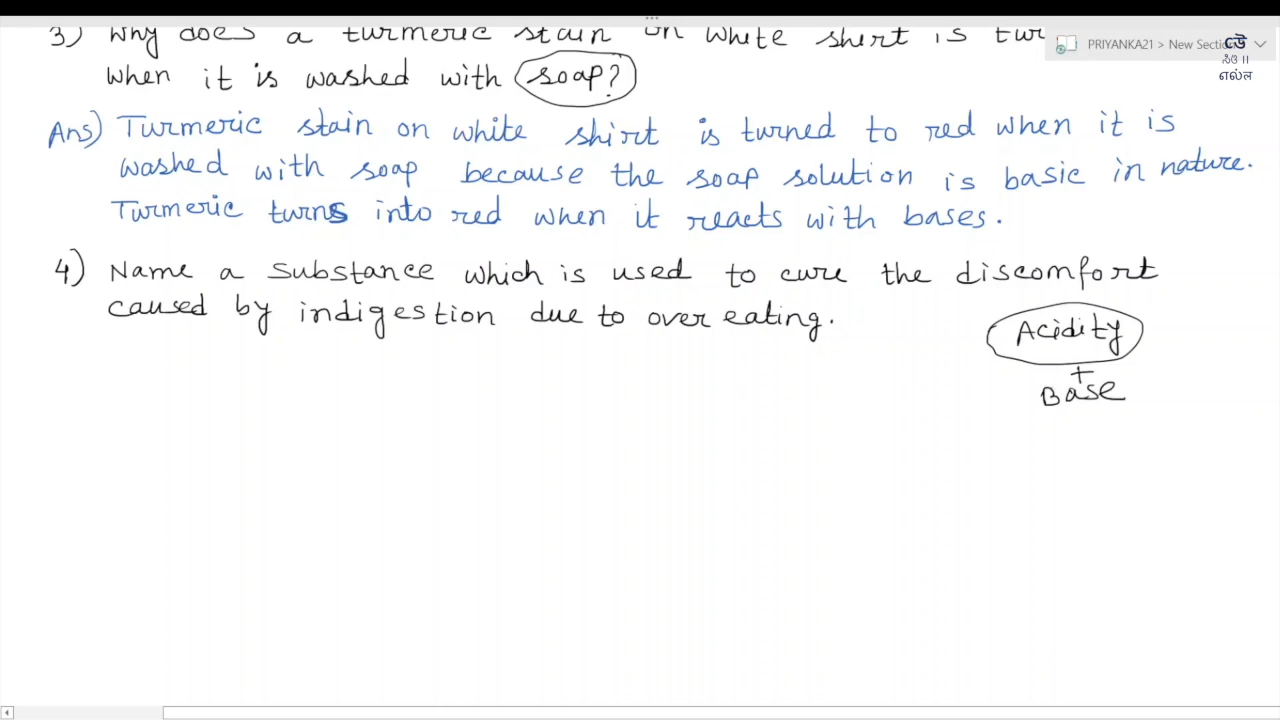 3) Why does a turmeric stain on white shirt is
PRIYANKA21 > New Section
when it is washed with soap?
எல்ல
Ans) Turmeric stain on white shirt is turned to red when it is
washed with soap because the soap solution is basic in nature.
Turmeric turns into red when it reacts with bases.
4) Name a substance which is used to cure the discomfort
caused by indigestion due to over eating.
Acidity
+
Base